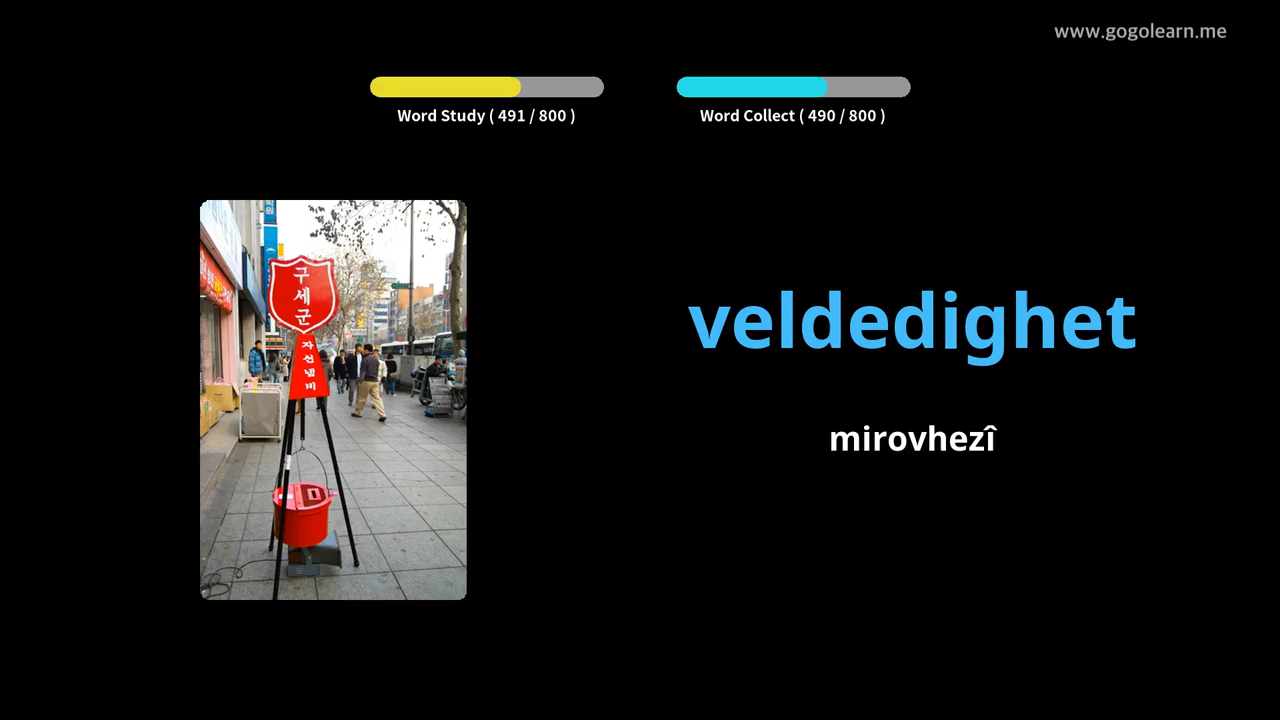 www.gogolearn.me
Word Study ( 491 / 800 )
Word Collect ( 490 / 800 )
구
세
군
자
선
냄
비
veldedighet
mirovhezî